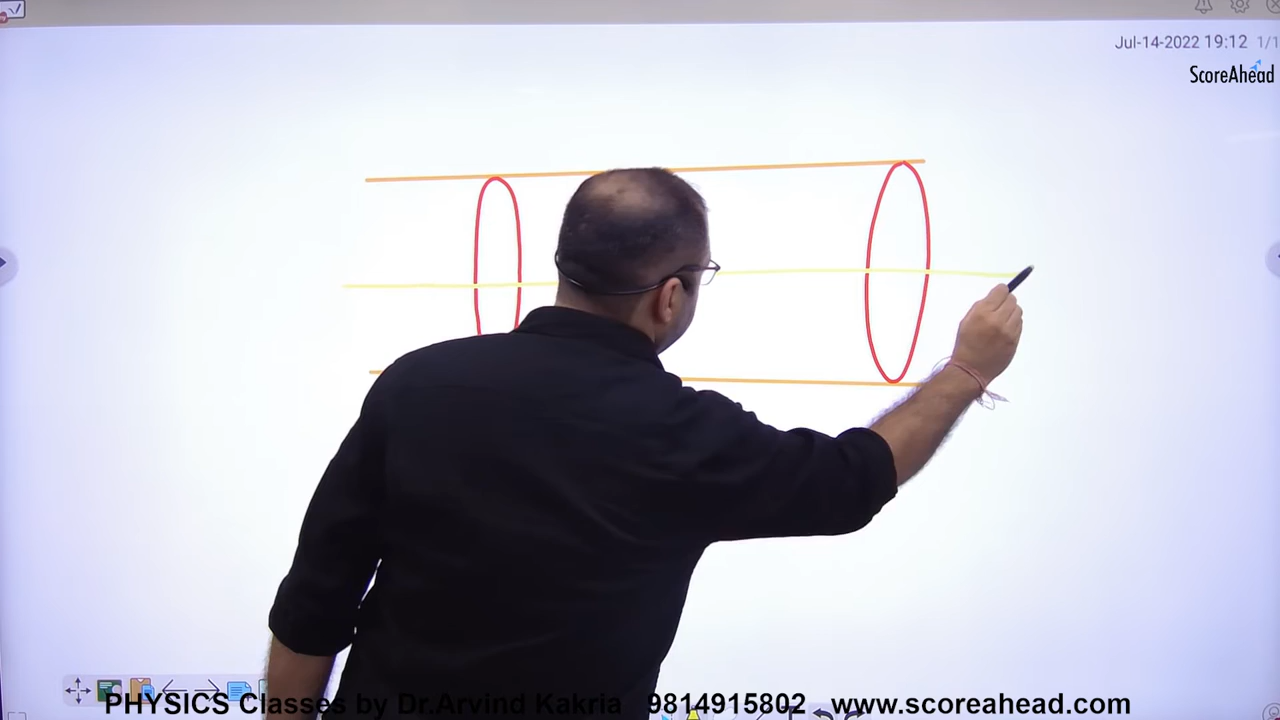 Jul-14-2022 19:12 1/1
ScoreAhead
PHYSICS Classes by Dr.Arvind Kakria 9814915802 www.scoreahead.com